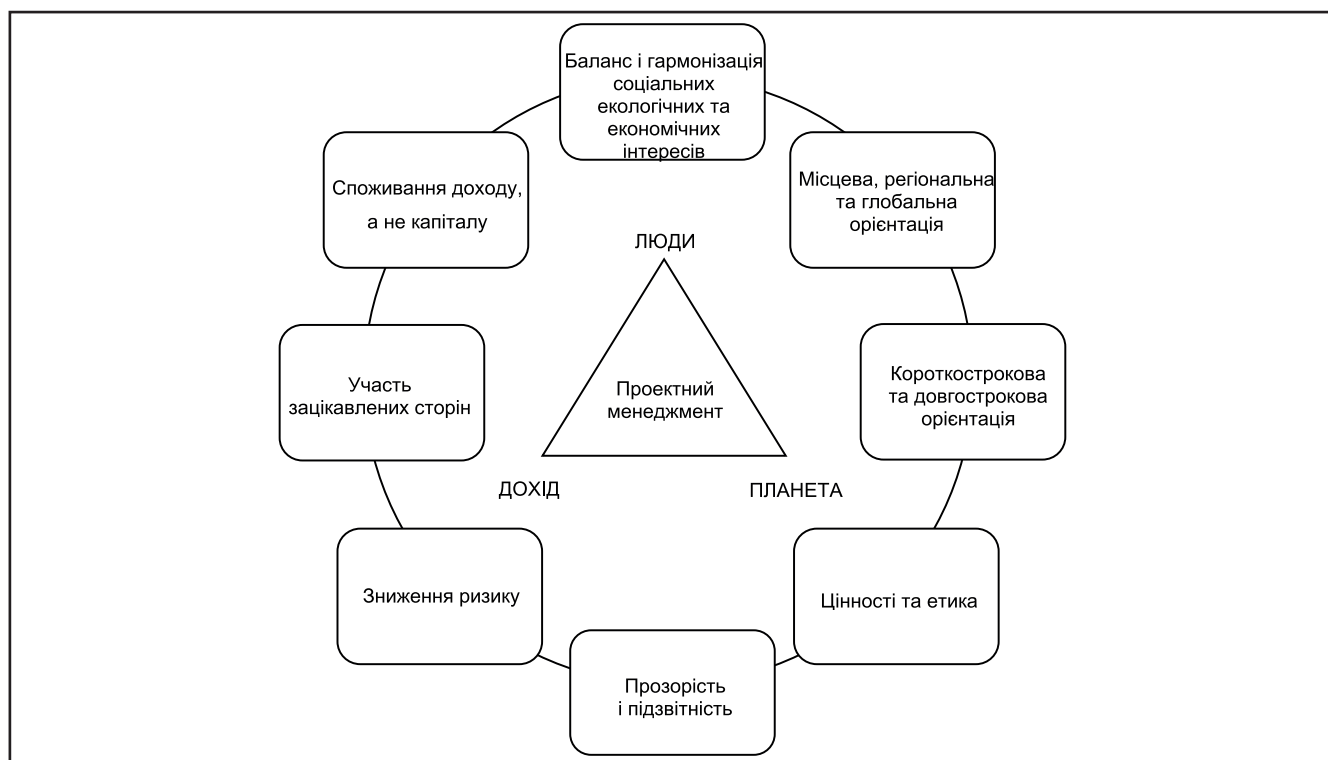 Баланс і гармонізація
соціальних
екологічних та
економічних
інтересів
Споживання доходу,
а не капіталу
Місцева, регіональна
та глобальна
орієнтація
ЛЮДИ
Участь
зацікавлених сторін
Проектний
менеджмент
Короткострокова
та довгострокова
орієнтація
ДОХІД
ПЛАНЕТА
Зниження ризику
Цінності та етика
Прозорість
і підзвітність